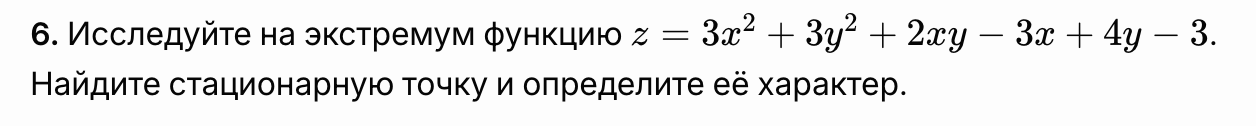 6. Исследуйте на экстремум функцию z = 3x² + 3y² + 2xy − 3x + 4y − 3.
Найдите стационарную точку и определите её характер.